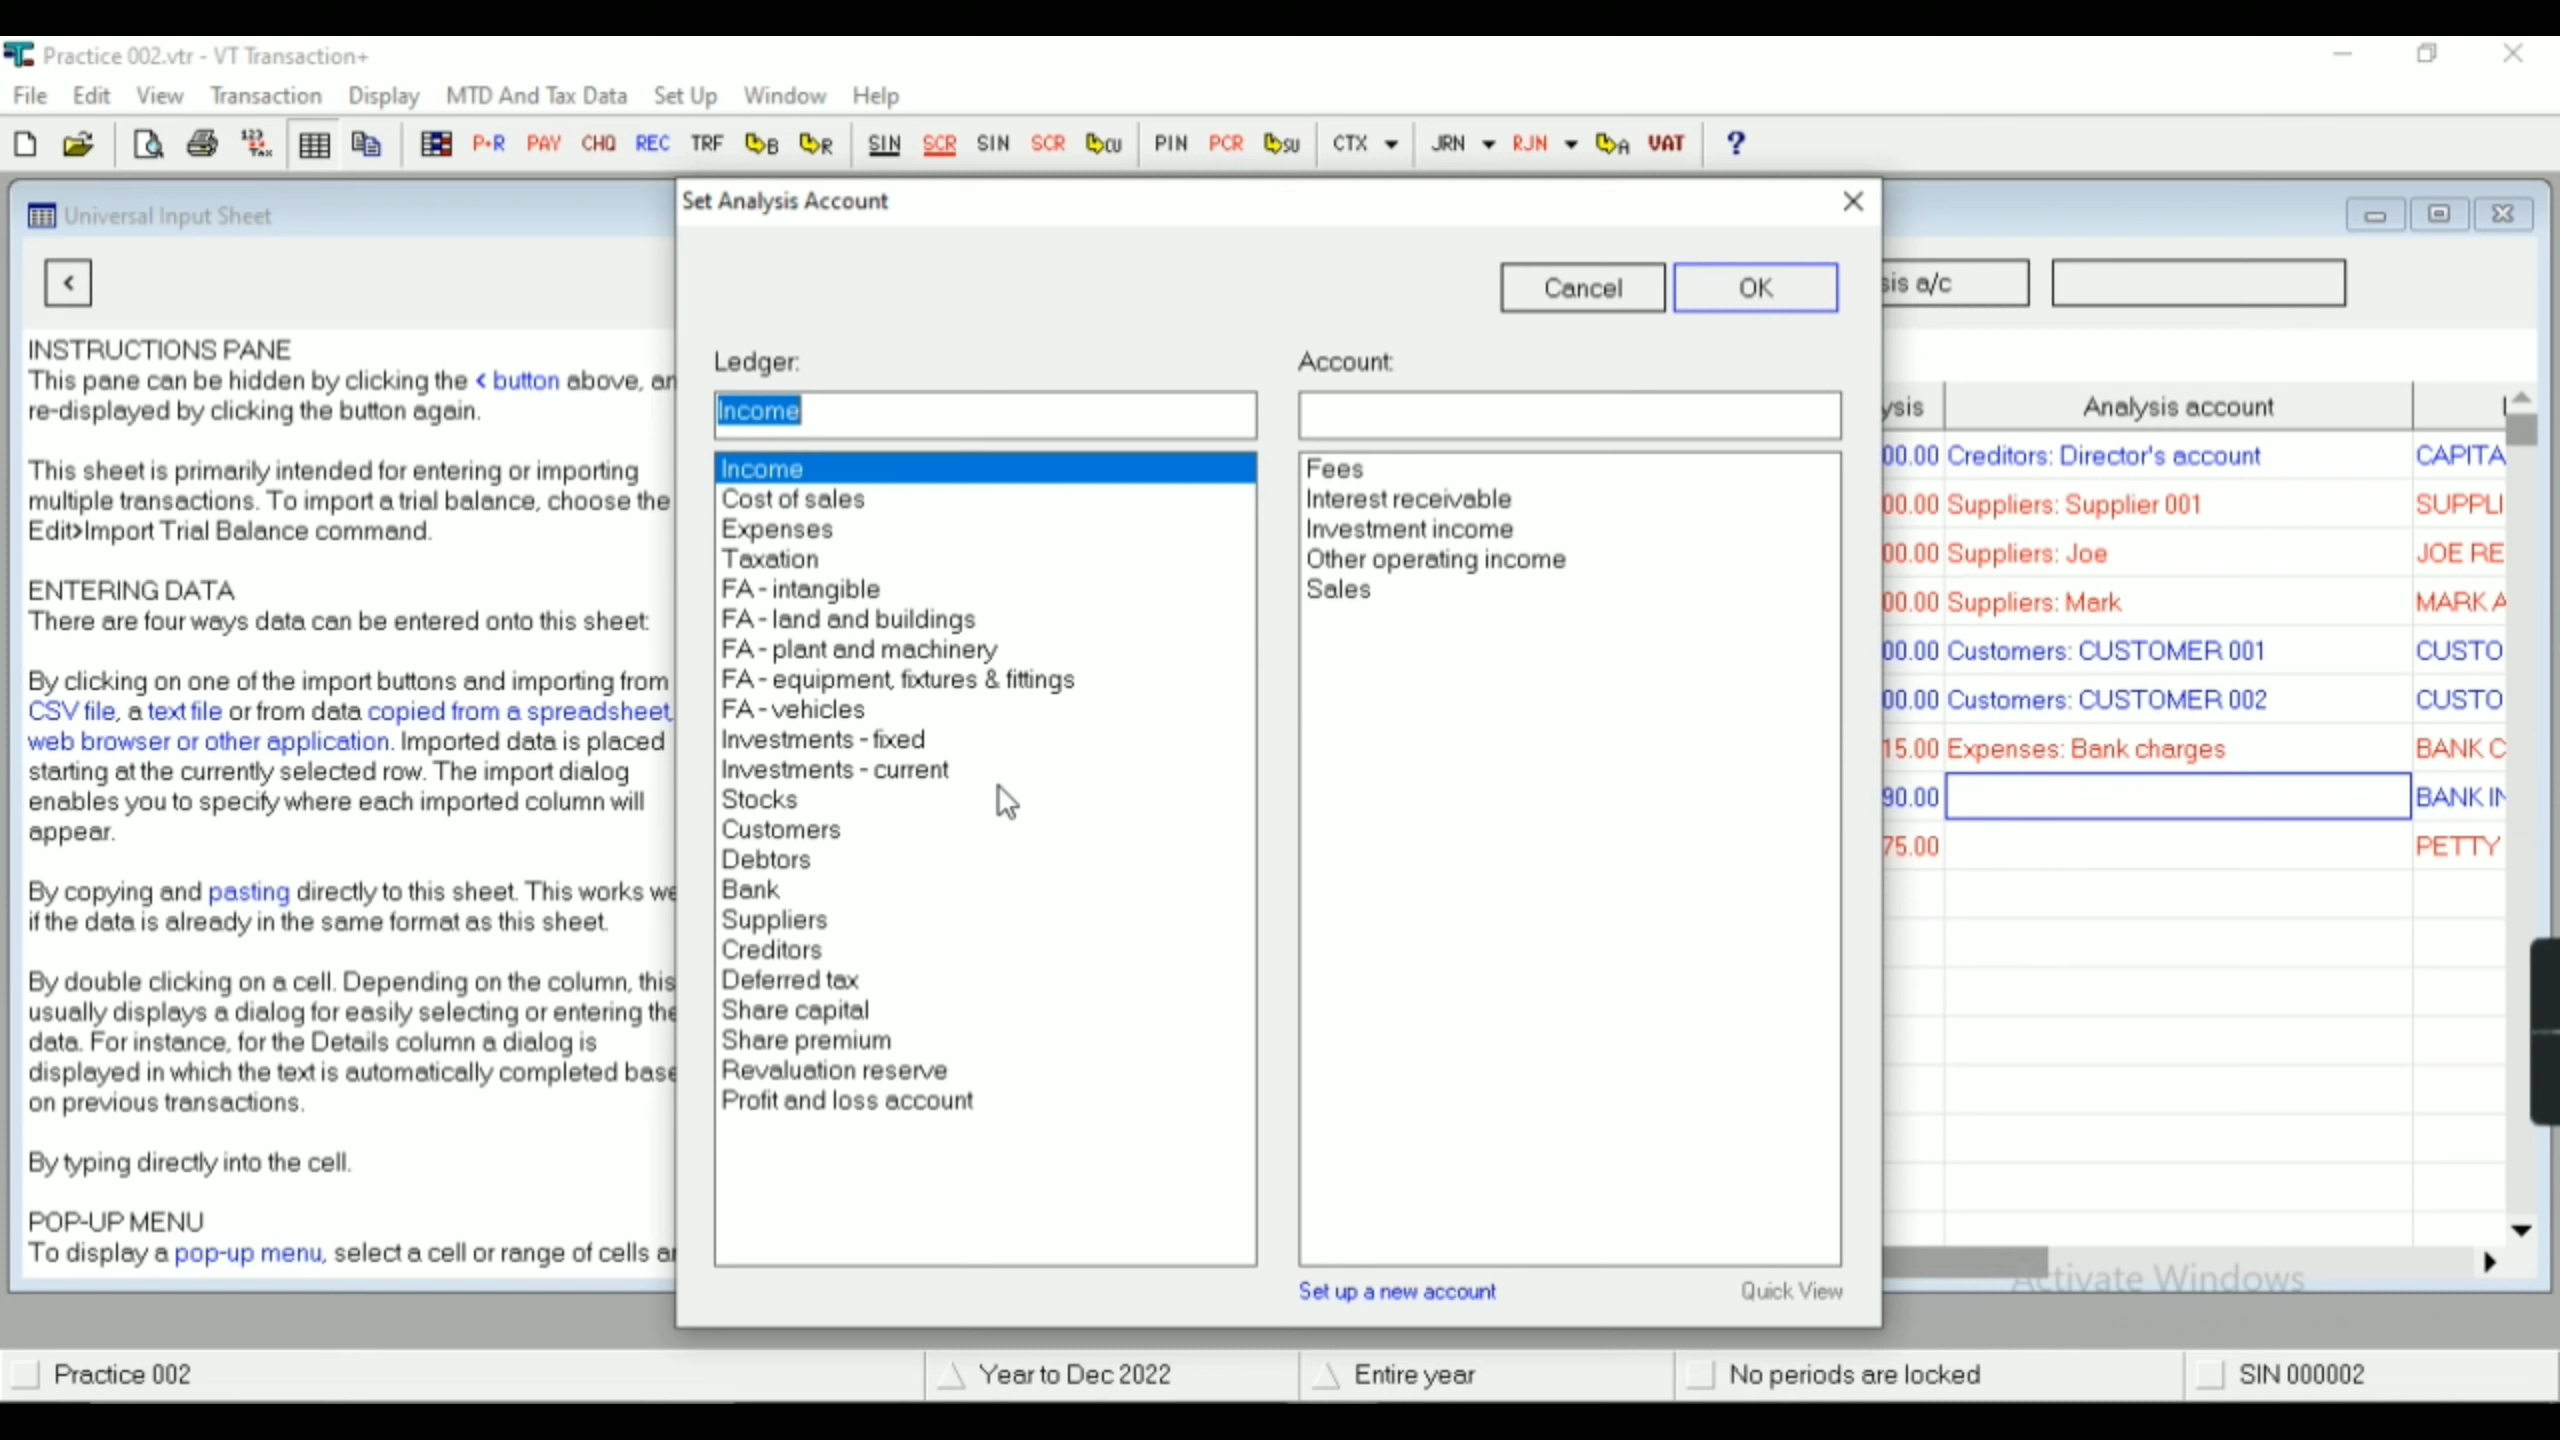 Practice 002.vtr - VT Transaction+
File Edit View Transaction Display MTD And Tax Data Set Up Window Help
123 TAX P+R PAY CHQ REC TRF B R SIN SCR SIN SCR CU PIN PCR SU CTX JRN RJN A VAT ?
Universal Input Sheet
<
INSTRUCTIONS PANE
This pane can be hidden by clicking the < button above, an
re-displayed by clicking the button again.
This sheet is primarily intended for entering or importing
multiple transactions. To import a trial balance, choose the
Edit>Import Trial Balance command.
ENTERING DATA
There are four ways data can be entered onto this sheet:
By clicking on one of the import buttons and importing from
CSV file, a text file or from data copied from a spreadsheet,
web browser or other application. Imported data is placed
starting at the currently selected row. The import dialog
enables you to specify where each imported column will
appear.
By copying and pasting directly to this sheet. This works we
if the data is already in the same format as this sheet.
By double clicking on a cell. Depending on the column, this
usually displays a dialog for easily selecting or entering the
data. For instance, for the Details column a dialog is
displayed in which the text is automatically completed base
on previous transactions.
By typing directly into the cell.
POP-UP MENU
To display a pop-up menu, select a cell or range of cells a
Set Analysis Account
Cancel OK
Ledger:
Income
Income
Cost of sales
Expenses
Taxation
FA - intangible
FA - land and buildings
FA - plant and machinery
FA - equipment, fixtures & fittings
FA - vehicles
Investments - fixed
Investments - current
Stocks
Customers
Debtors
Bank
Suppliers
Creditors
Deferred tax
Share capital
Share premium
Revaluation reserve
Profit and loss account
Account:
Fees
Interest receivable
Investment income
Other operating income
Sales
Set up a new account
Quick View
sis a/c
ysis Analysis account
00.00 Creditors: Director's account CAPITA
00.00 Suppliers: Supplier 001 SUPPLI
00.00 Suppliers: Joe JOE RE
00.00 Suppliers: Mark MARK A
00.00 Customers: CUSTOMER 001 CUSTO
00.00 Customers: CUSTOMER 002 CUSTO
15.00 Expenses: Bank charges BANK C
90.00 BANK IN
75.00 PETTY
Activate Windows
Practice 002 Year to Dec 2022 Entire year No periods are locked SIN 000002